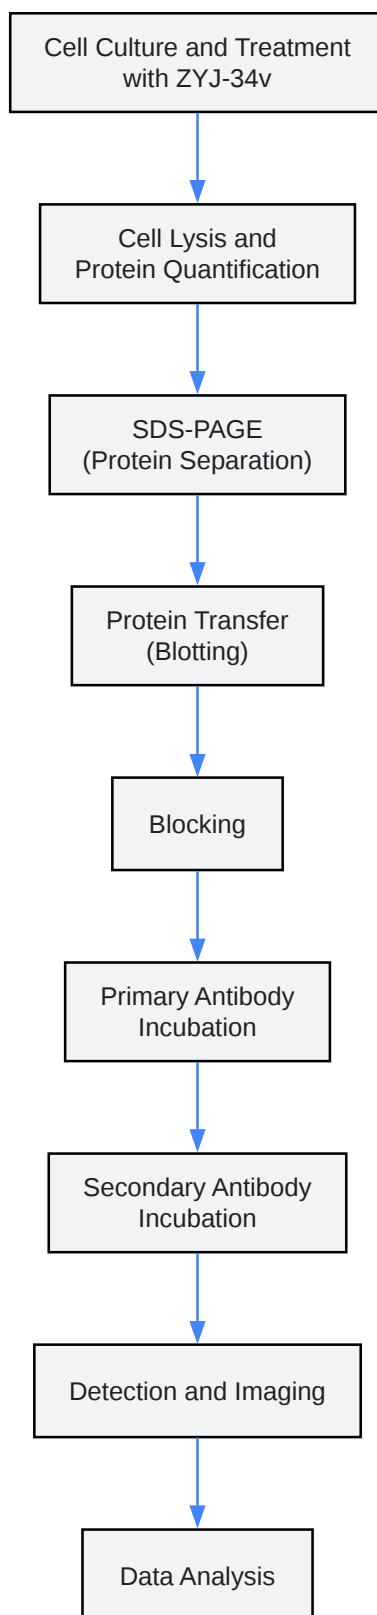 Cell Culture and Treatment
with ZYJ-34v
Cell Lysis and
Protein Quantification
SDS-PAGE
(Protein Separation)
Protein Transfer
(Blotting)
Blocking
Primary Antibody
Incubation
Secondary Antibody
Incubation
Detection and Imaging
Data Analysis